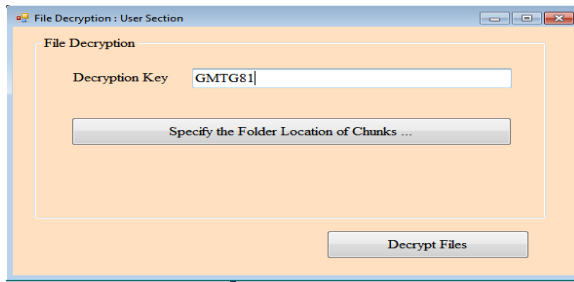 File Decryption : User Section
File Decryption
Decryption Key GMTG81
Specify the Folder Location of Chunks ...
Decrypt Files